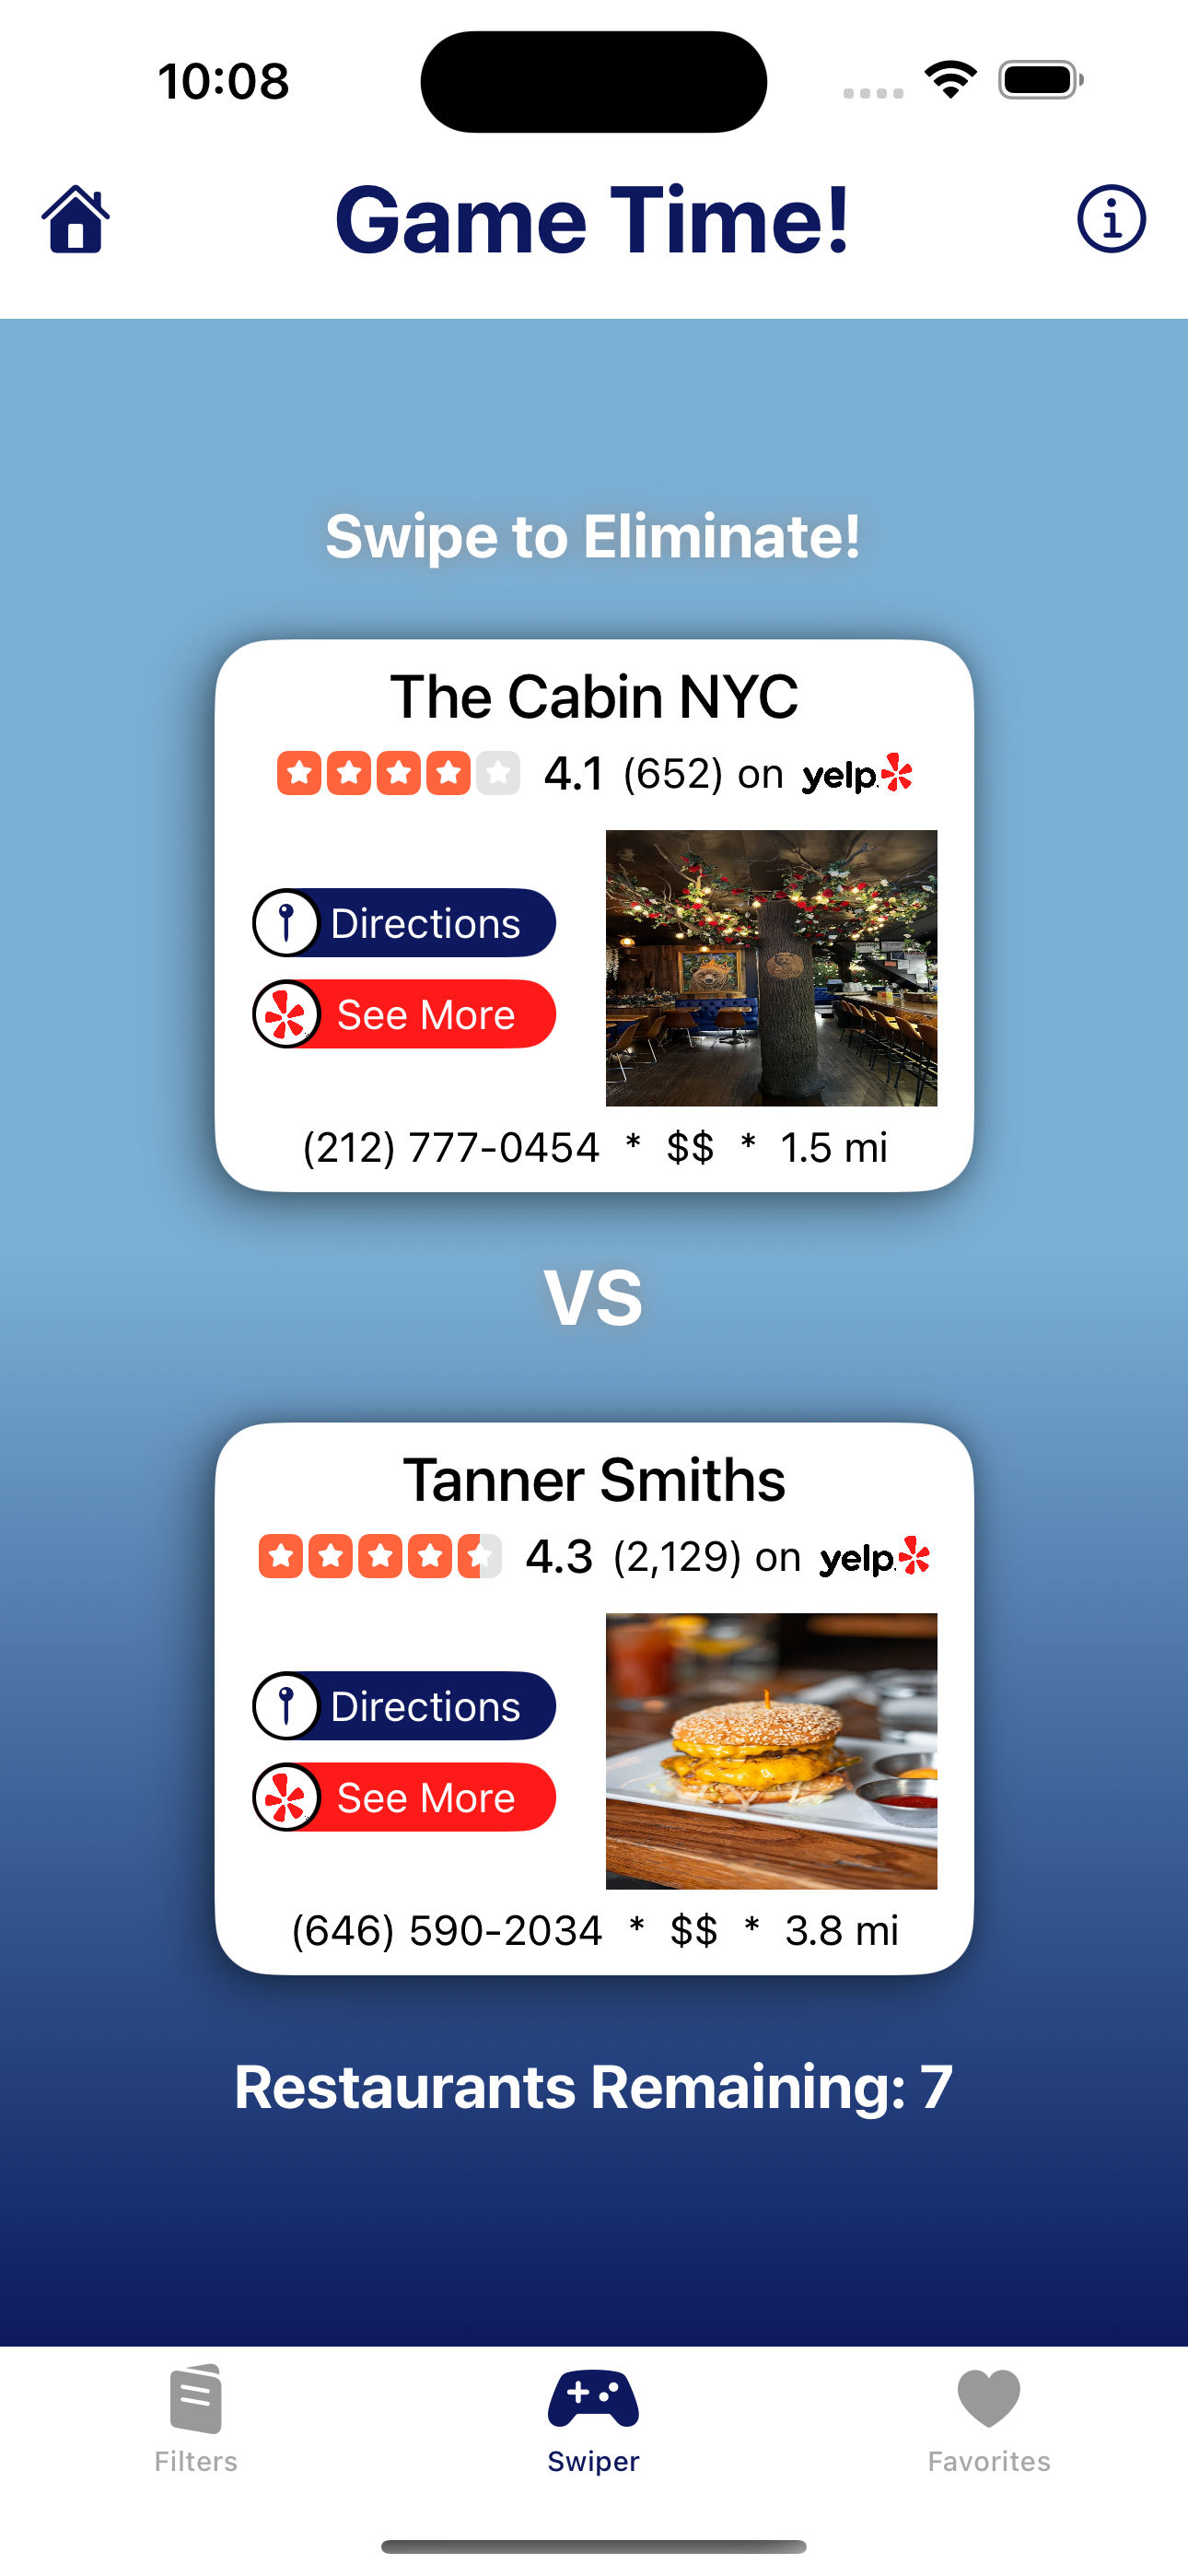 10:08
Game Time!
Swipe to Eliminate!
The Cabin NYC
4.1 (652) on yelp
Directions
See More
(212) 777-0454 * $$ * 1.5 mi
VS
Tanner Smiths
4.3 (2,129) on yelp
Directions
See More
(646) 590-2034 * $$ * 3.8 mi
Restaurants Remaining: 7
Filters
Swiper
Favorites